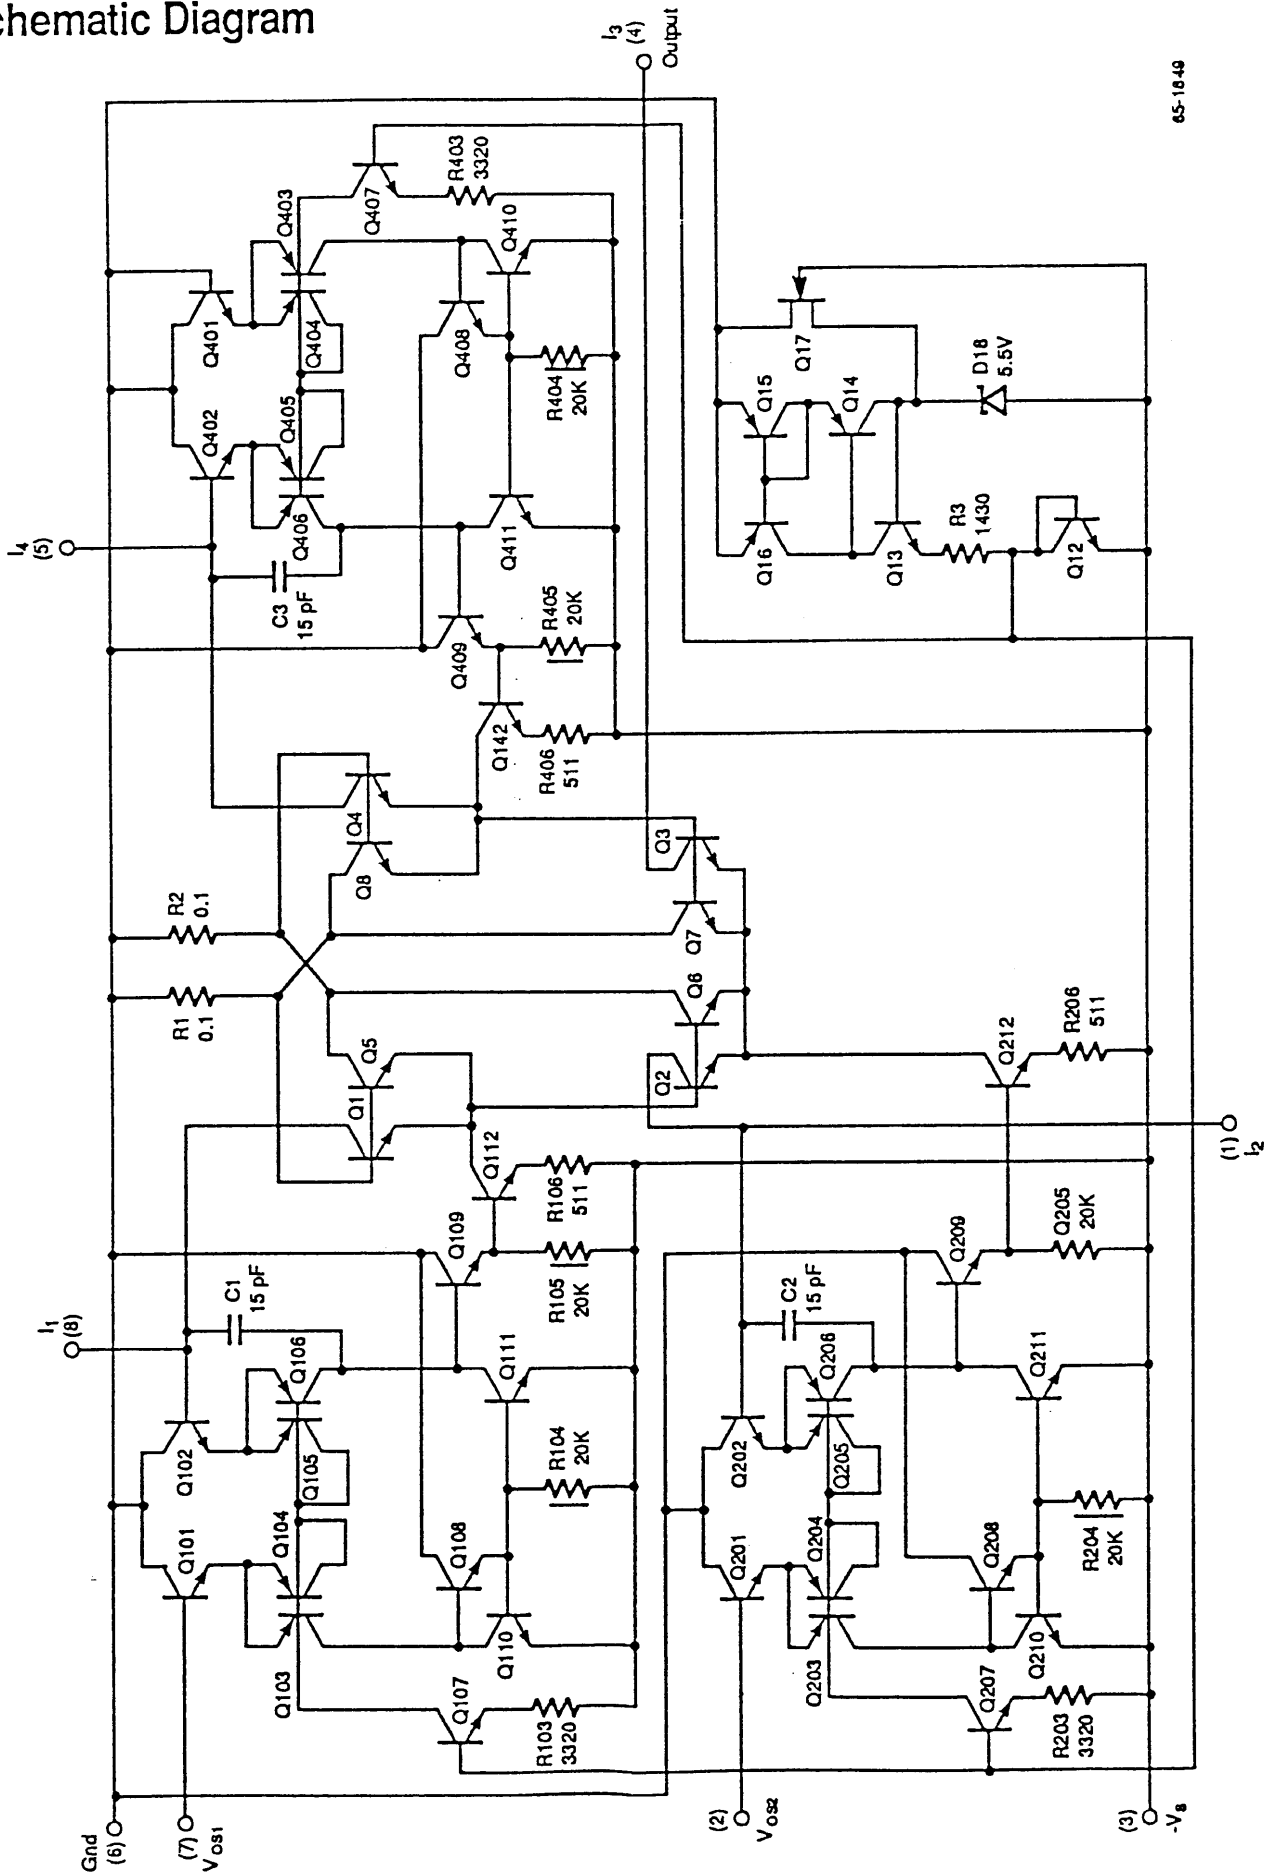 chematic Diagram
I3
(4)
Output
65-1849
I4
(5)
Q401
Q402
Q403
Q404
Q405
Q406
Q407
R403
3320
Q408
Q410
R404
20K
Q411
C3
15 pF
Q409
R405
20K
Q142
R406
511
Q17
Q15
Q14
D18
5.5V
Q16
Q13
R3
1430
Q12
Q4
Q8
R2
0.1
R1
0.1
Q3
Q7
Q6
Q2
Q5
Q1
Q212
R206
511
(1)
I2
I1
(8)
C1
15 pF
Q112
R106
511
Q109
R105
20K
Q102
Q106
Q105
Q111
R104
20K
Q101
Q104
Q103
Q108
Q110
Q107
R103
3320
C2
15 pF
Q209
Q205
20K
Q202
Q206
Q205
Q211
R204
20K
Q201
Q204
Q203
Q208
Q210
Q207
R203
3320
Gnd
(6)
(7)
VOS1
(2)
VOS2
(3)
-Vs